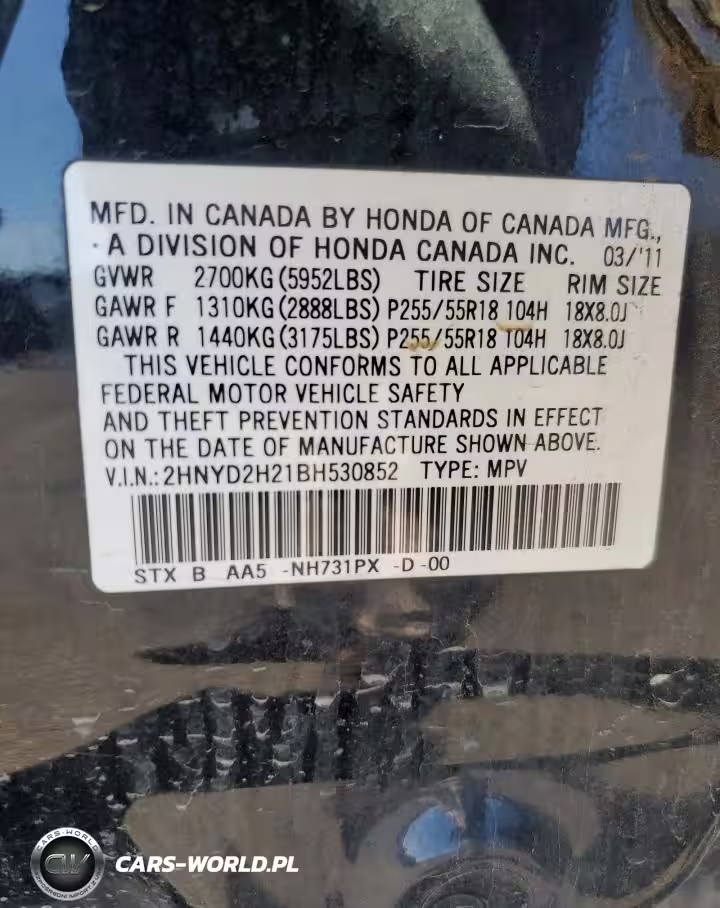 MFD. IN CANADA BY HONDA OF CANADA MFG.,
A DIVISION OF HONDA CANADA INC. 03/'11
GVWR 2700KG(5952LBS) TIRE SIZE RIM SIZE
GAWR F 1310KG(2888LBS) P255/55R18 104H 18X8.0J
GAWR R 1440KG(3175LBS) P255/55R18 104H 18X8.0J
THIS VEHICLE CONFORMS TO ALL APPLICABLE
FEDERAL MOTOR VEHICLE SAFETY
AND THEFT PREVENTION STANDARDS IN EFFECT
ON THE DATE OF MANUFACTURE SHOWN ABOVE.
V.I.N.: 2HNYD2H21BH530852 TYPE: MPV
STX B AA5 -NH731PX -D -00
CARS-WORLD
CW
CARS-WORLD.PL